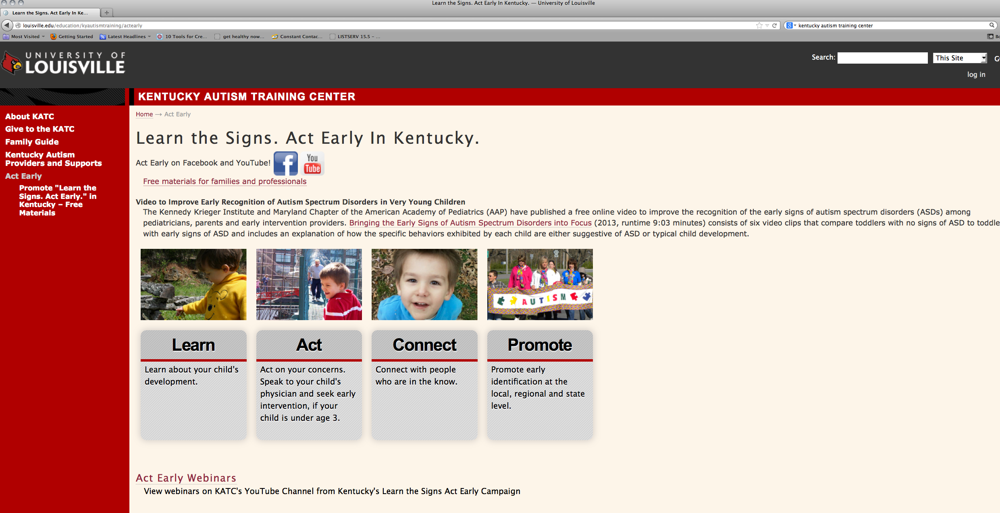 Learn the Signs. Act Early In Kentucky. — University of Louisville
Learn the Signs. Act Early In Ke...
louisville.edu/education/kyautismtraining/actearly
kentucky autism training center
Most Visited
Getting Started
Latest Headlines
10 Tools for Cre...
get healthy now...
Constant Contac...
LISTSERV 15.5 – ...
UNIVERSITY OF
LOUISVILLE
Search:
This Site
log in
KENTUCKY AUTISM TRAINING CENTER
About KATC
Give to the KATC
Family Guide
Kentucky Autism
Providers and Supports
Act Early
Promote "Learn the
Signs. Act Early." in
Kentucky – Free
Materials
Home → Act Early
Learn the Signs. Act Early In Kentucky.
Act Early on Facebook and YouTube!
f
You
Tube
Free materials for families and professionals
Video to Improve Early Recognition of Autism Spectrum Disorders in Very Young Children
The Kennedy Krieger Institute and Maryland Chapter of the American Academy of Pediatrics (AAP) have published a free online video to improve the recognition of the early signs of autism spectrum disorders (ASDs) among
pediatricians, parents and early intervention providers. Bringing the Early Signs of Autism Spectrum Disorders into Focus (2013, runtime 9:03 minutes) consists of six video clips that compare toddlers with no signs of ASD to toddle
with early signs of ASD and includes an explanation of how the specific behaviors exhibited by each child are either suggestive of ASD or typical child development.
AUTISM
Learn
Learn about your child's
development.
Act
Act on your concerns.
Speak to your child's
physician and seek early
intervention, if your
child is under age 3.
Connect
Connect with people
who are in the know.
Promote
Promote early
identification at the
local, regional and state
level.
Act Early Webinars
View webinars on KATC's YouTube Channel from Kentucky's Learn the Signs Act Early Campaign